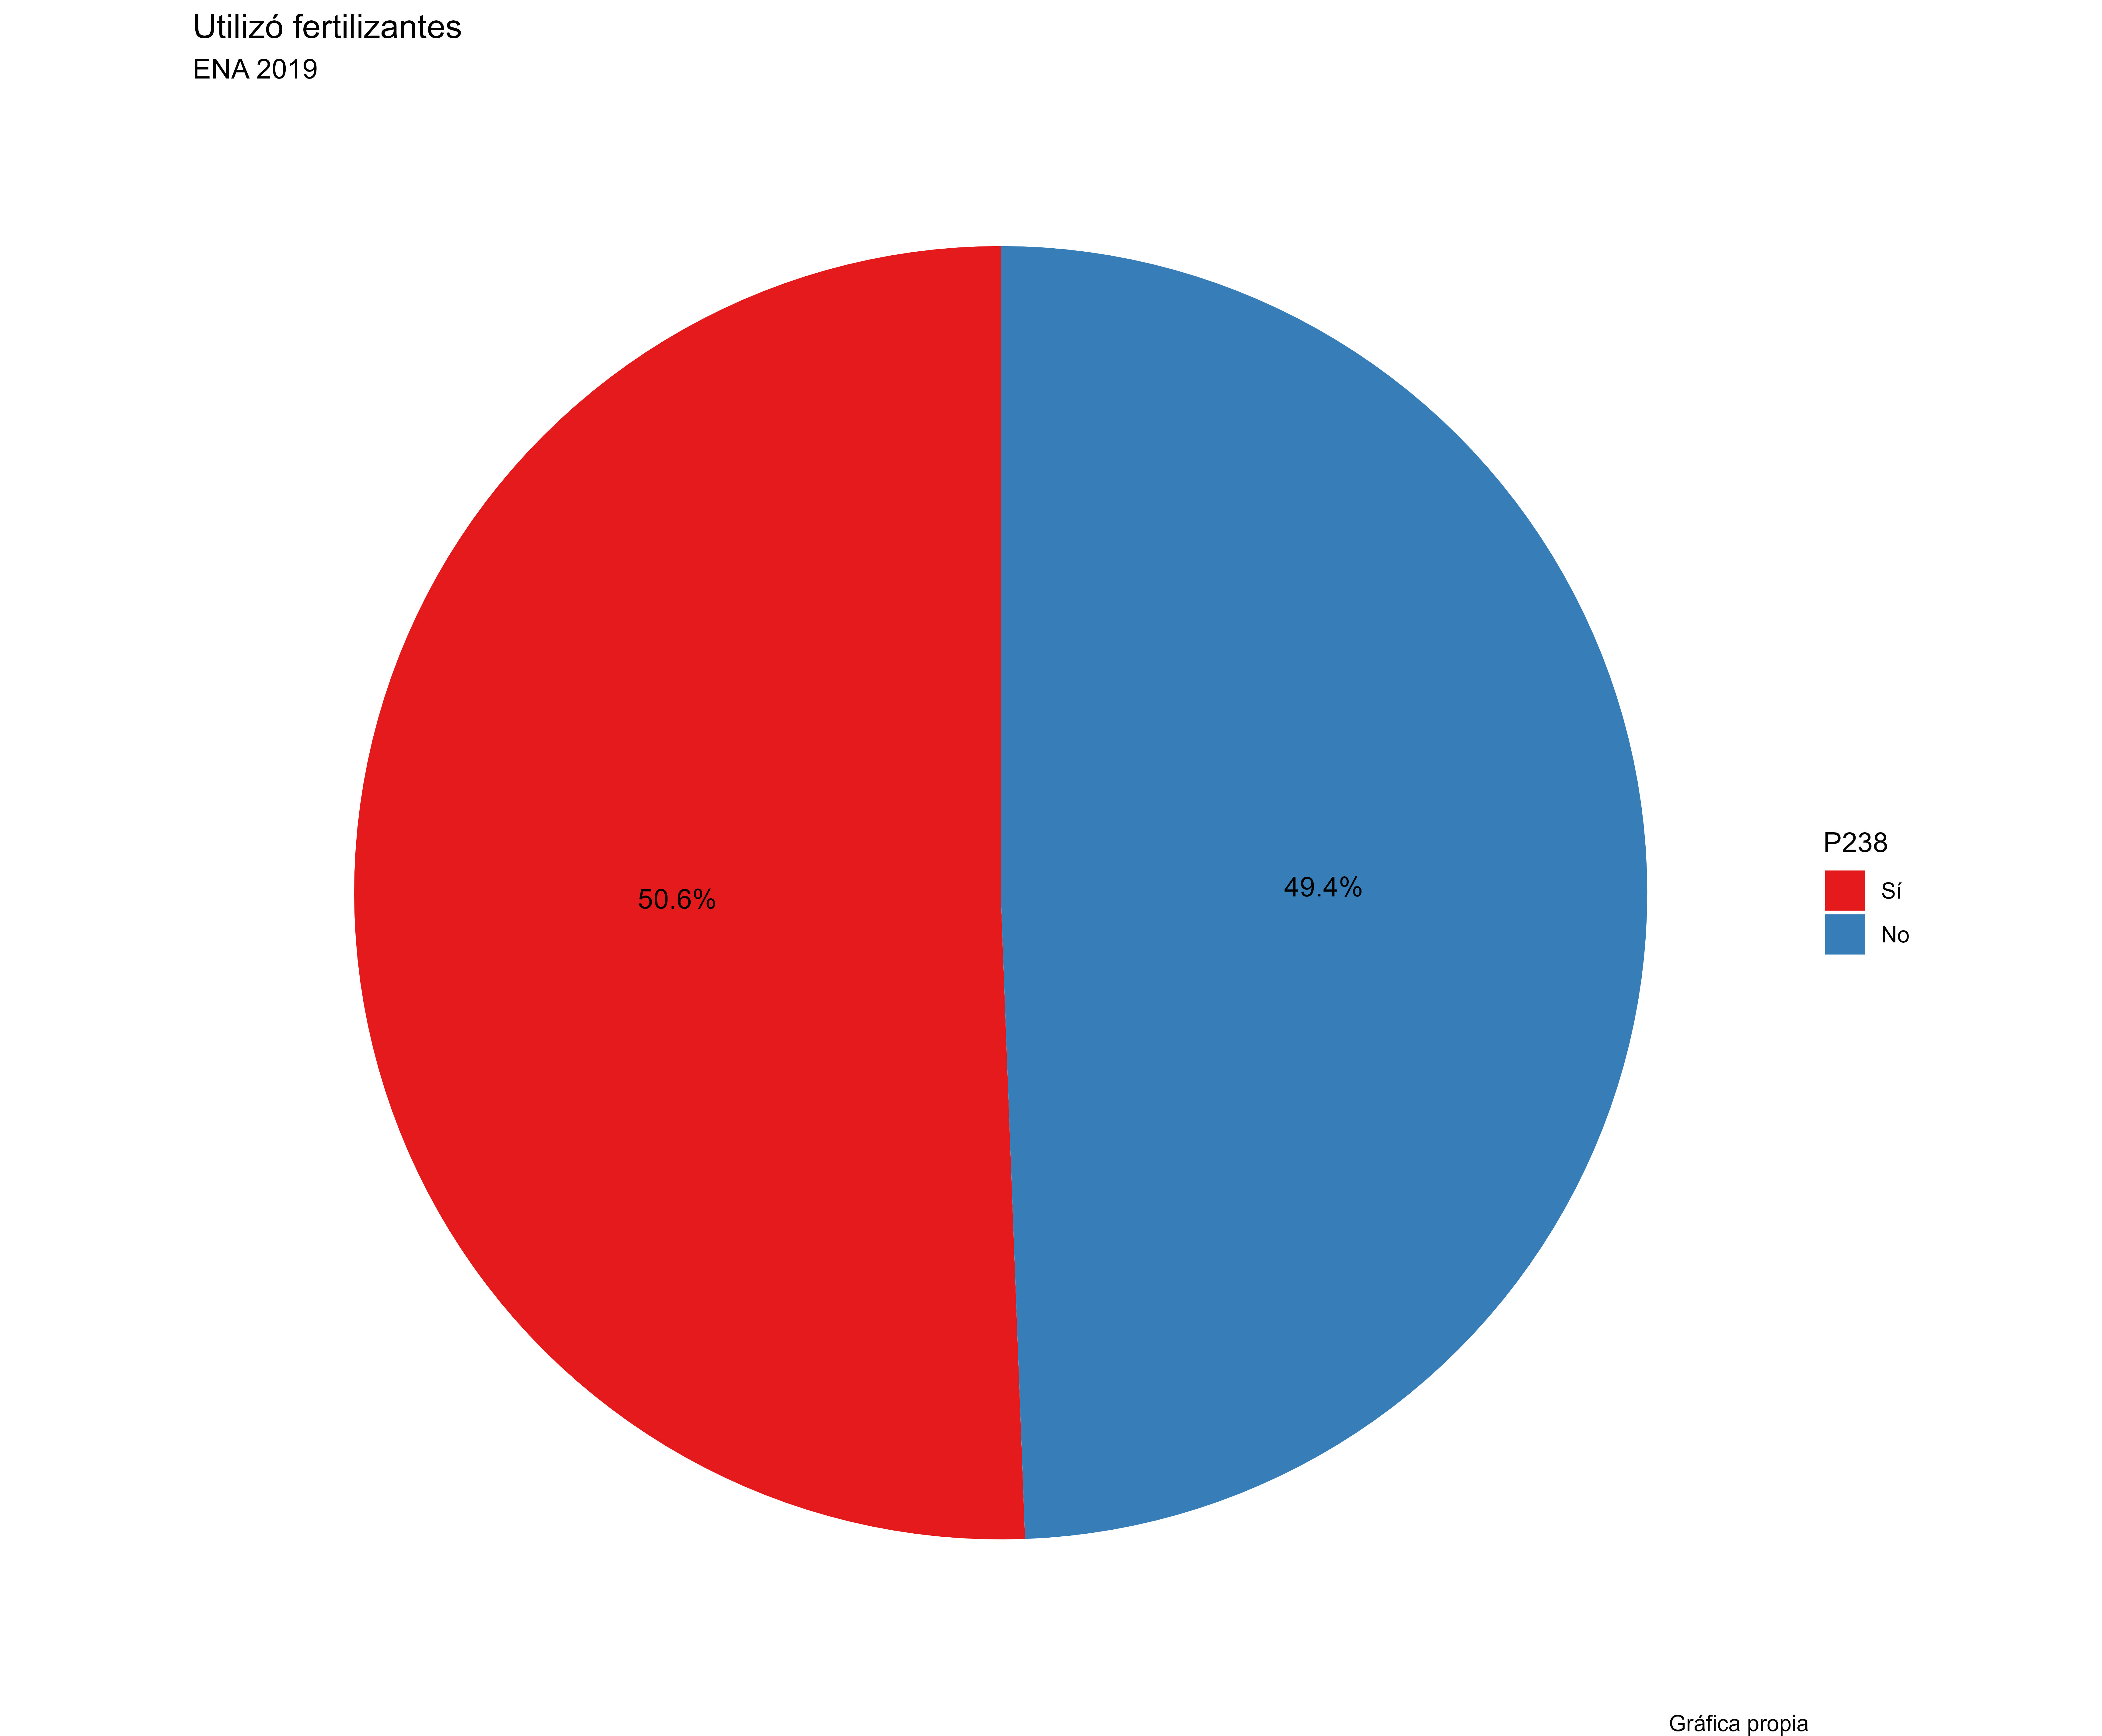 Utilizó fertilizantes
ENA 2019
50.6%
49.4%
P238
Sí
No
Gráfica propia